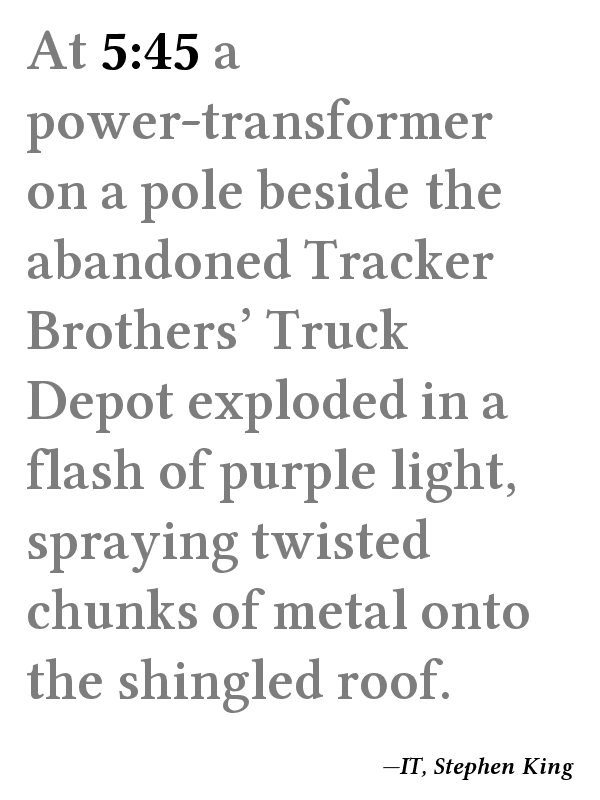 At 5:45 a
power-transformer
on a pole beside the
abandoned Tracker
Brothers’ Truck
Depot exploded in a
flash of purple light,
spraying twisted
chunks of metal onto
the shingled roof.
—IT, Stephen King